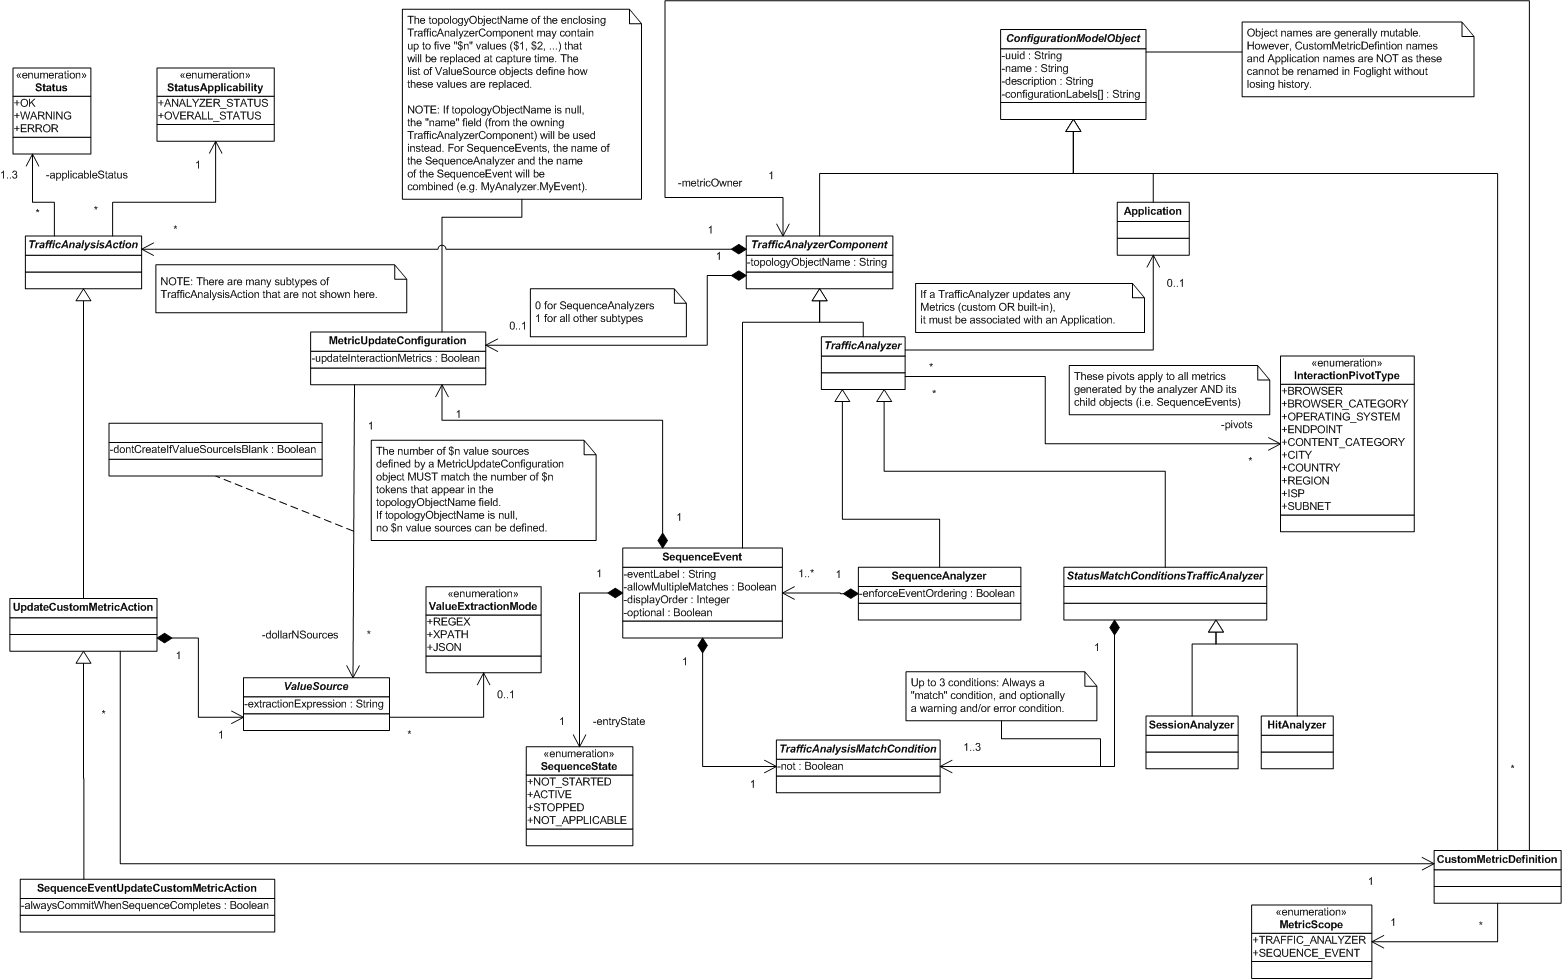 The topologyObjectName of the enclosing
TrafficAnalyzerComponent may contain
up to five "$n" values ($1, $2, ...) that
will be replaced at capture time. The
list of ValueSource objects define how
these values are replaced.
NOTE: If topologyObjectName is null,
the "name" field (from the owning
TrafficAnalyzerComponent) will be used
instead. For SequenceEvents, the name of
the SequenceAnalyzer and the name
of the SequenceEvent will be
combined (e.g. MyAnalyzer.MyEvent).
ConfigurationModelObject
-uuid : String
-name : String
-description : String
-configurationLabels[] : String
Object names are generally mutable.
However, CustomMetricDefintion names
and Application names are NOT as these
cannot be renamed in Foglight without
losing history.
«enumeration»
Status
+OK
+WARNING
+ERROR
«enumeration»
StatusApplicability
+ANALYZER_STATUS
+OVERALL_STATUS
1..3
-applicableStatus
1
*
*
*
-metricOwner
1
1
1
TrafficAnalysisAction
NOTE: There are many subtypes of
TrafficAnalysisAction that are not shown here.
TrafficAnalyzerComponent
-topologyObjectName : String
Application
0..1
If a TrafficAnalyzer updates any
Metrics (custom OR built-in),
it must be associated with an Application.
0 for SequenceAnalyzers
1 for all other subtypes
0..1
MetricUpdateConfiguration
-updateInteractionMetrics : Boolean
TrafficAnalyzer
*
*
These pivots apply to all metrics
generated by the analyzer AND its
child objects (i.e. SequenceEvents)
-pivots
*
«enumeration»
InteractionPivotType
+BROWSER
+BROWSER_CATEGORY
+OPERATING_SYSTEM
+ENDPOINT
+CONTENT_CATEGORY
+CITY
+COUNTRY
+REGION
+ISP
+SUBNET
1
1
-dontCreateIfValueSourceIsBlank : Boolean
The number of $n value sources
defined by a MetricUpdateConfiguration
object MUST match the number of $n
tokens that appear in the
topologyObjectName field.
If topologyObjectName is null,
no $n value sources can be defined.
1
SequenceEvent
-eventLabel : String
-allowMultipleMatches : Boolean
-displayOrder : Integer
-optional : Boolean
1
1..*
1
SequenceAnalyzer
-enforceEventOrdering : Boolean
StatusMatchConditionsTrafficAnalyzer
UpdateCustomMetricAction
«enumeration»
ValueExtractionMode
+REGEX
+XPATH
+JSON
-dollarNSources
*
1
1
1
ValueSource
-extractionExpression : String
0..1
1
*
*
Up to 3 conditions: Always a
"match" condition, and optionally
a warning and/or error condition.
SessionAnalyzer
HitAnalyzer
1
-entryState
«enumeration»
SequenceState
+NOT_STARTED
+ACTIVE
+STOPPED
+NOT_APPLICABLE
TrafficAnalysisMatchCondition
-not : Boolean
1..3
1
*
CustomMetricDefinition
1
SequenceEventUpdateCustomMetricAction
-alwaysCommitWhenSequenceCompletes : Boolean
«enumeration»
MetricScope
+TRAFFIC_ANALYZER
+SEQUENCE_EVENT
1
*